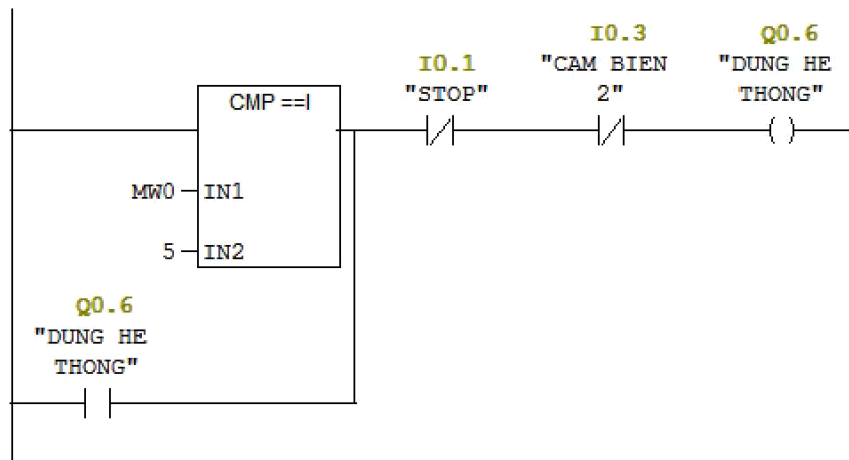 I0.3
Q0.6
I0.1
"CAM BIEN
"DUNG HE
"STOP"
2"
THONG"
CMP ==I
MW0
IN1
5
IN2
Q0.6
"DUNG HE
THONG"